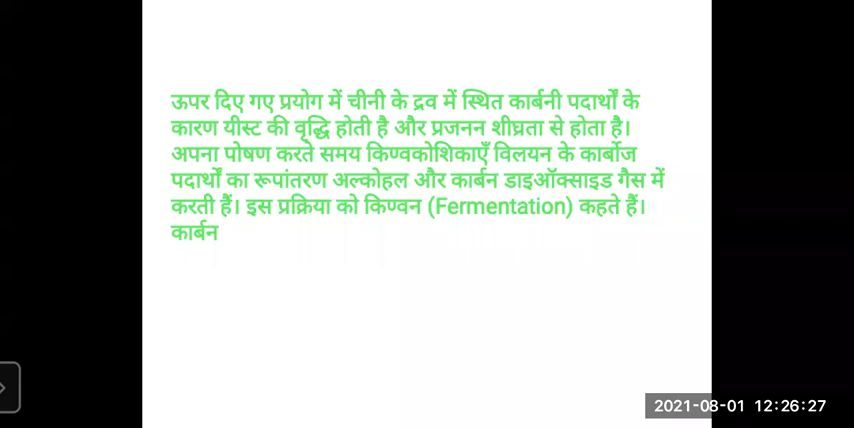 ऊपर दिए गए प्रयोग में चीनी के द्रव में स्थित कार्बनी पदार्थों के
कारण यीस्ट की वृद्धि होती है और प्रजनन शीघ्रता से होता है।
अपना पोषण करते समय किण्वकोशिकाएँ विलयन के कार्बोज
पदार्थों का रूपांतरण अल्कोहल और कार्बन डाइऑक्साइड गैस में
करती हैं। इस प्रक्रिया को किण्वन (Fermentation) कहते हैं।
कार्बन
2021-08-01 12:26:27